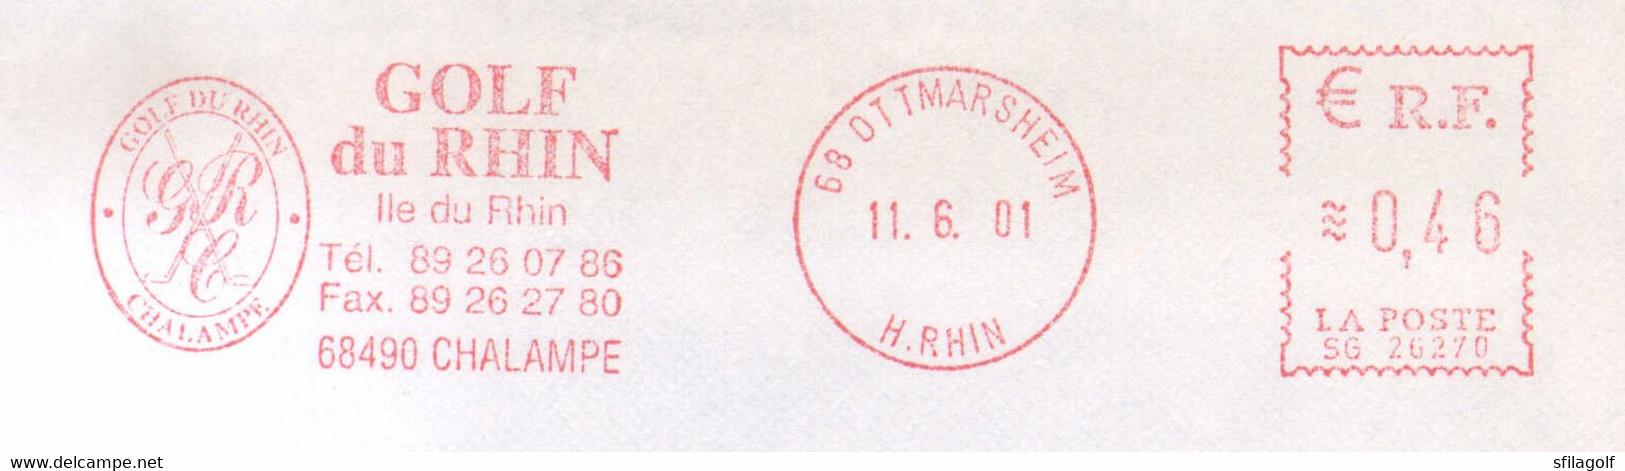 GOLF DU RHIN
GRC
CHALAMPE
GOLF
du RHIN
Ile du Rhin
Tél. 89 26 07 86
Fax. 89 26 27 80
68490 CHALAMPE
68 OTTMARSHEIM
11. 6. 01
H.RHIN
€ R.F.
≈ 0,46
LA POSTE
SG 26270
www.delcampe.net
sfilagolf